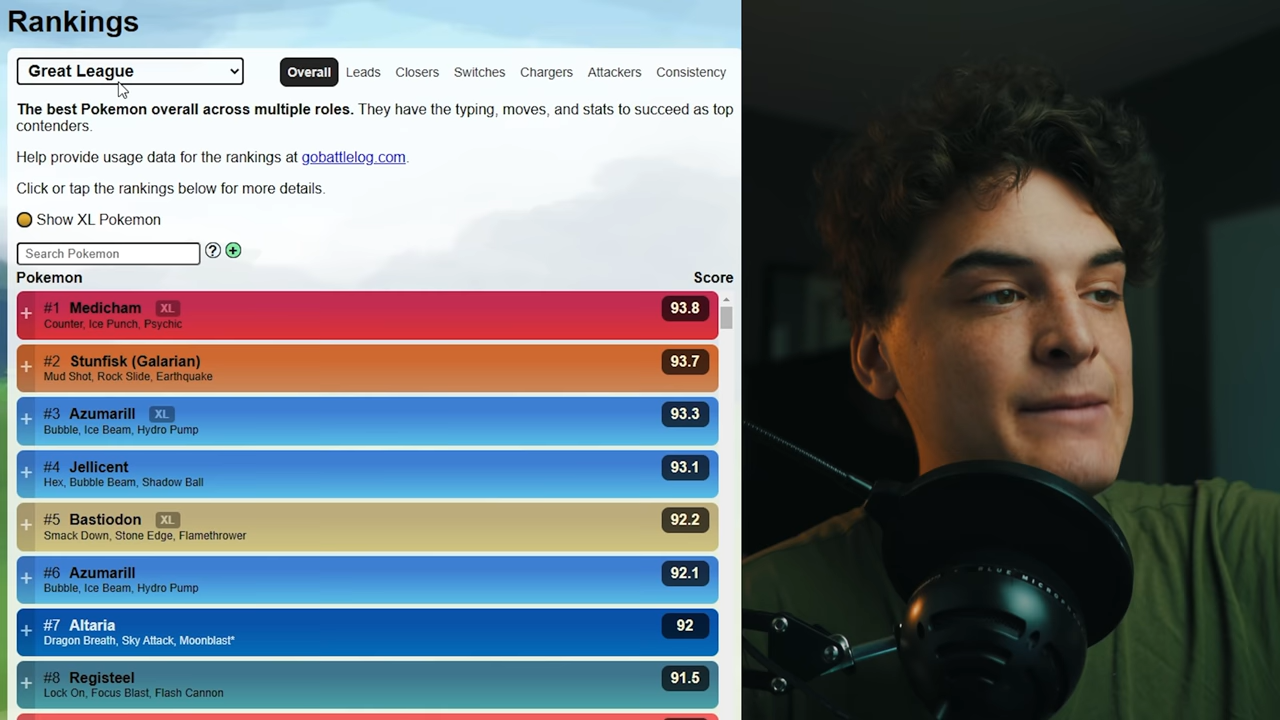 Rankings
Great League
Overall Leads Closers Switches Chargers Attackers Consistency
The best Pokemon overall across multiple roles. They have the typing, moves, and stats to succeed as top
contenders.
Help provide usage data for the rankings at gobattlelog.com.
Click or tap the rankings below for more details.
Show XL Pokemon
Search Pokemon ? +
Pokemon Score
+ #1 Medicham XL 93.8
Counter, Ice Punch, Psychic
+ #2 Stunfisk (Galarian) 93.7
Mud Shot, Rock Slide, Earthquake
+ #3 Azumarill XL 93.3
Bubble, Ice Beam, Hydro Pump
+ #4 Jellicent 93.1
Hex, Bubble Beam, Shadow Ball
+ #5 Bastiodon XL 92.2
Smack Down, Stone Edge, Flamethrower
+ #6 Azumarill 92.1
Bubble, Ice Beam, Hydro Pump
+ #7 Altaria 92
Dragon Breath, Sky Attack, Moonblast*
+ #8 Registeel 91.5
Lock On, Focus Blast, Flash Cannon
BLUE MICROP